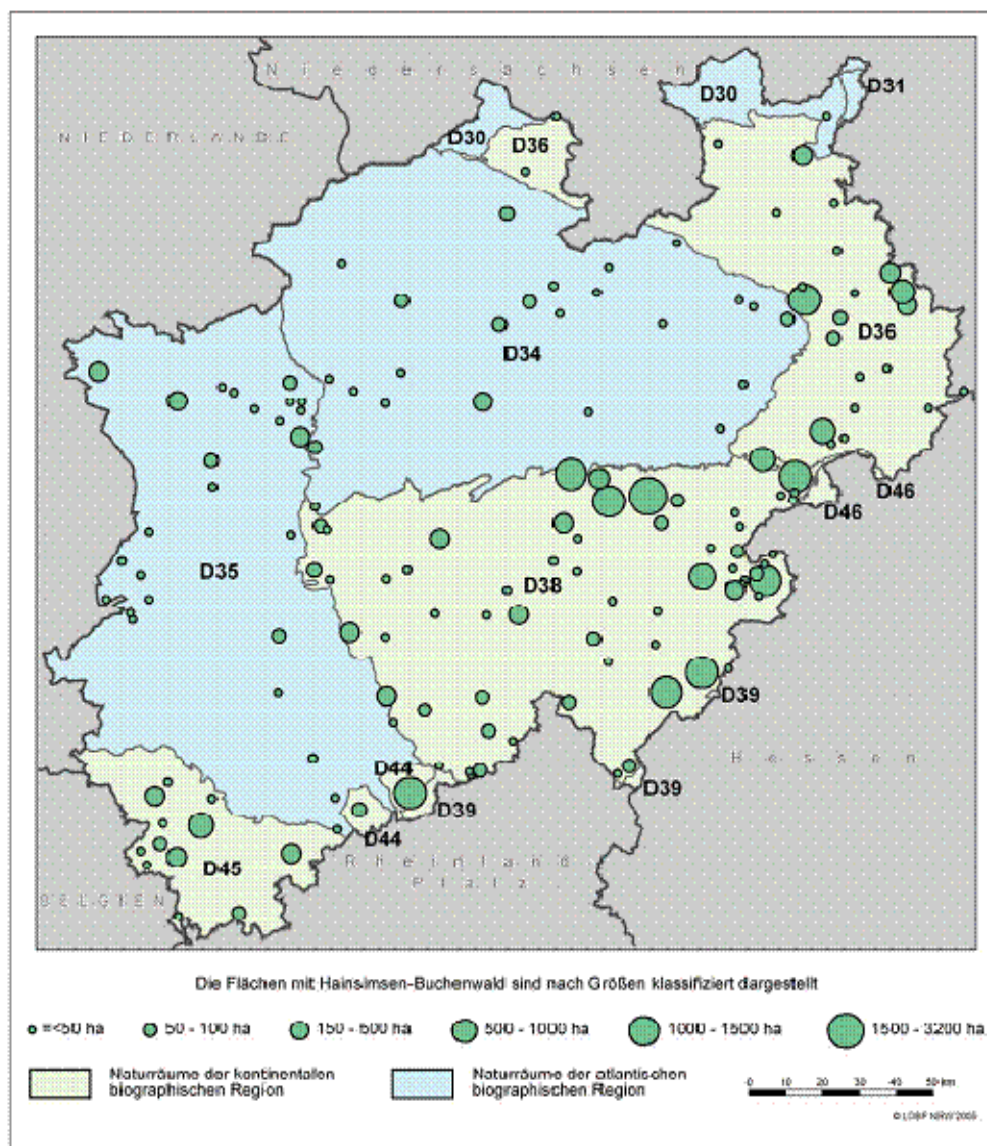 Niedersachsen
D31
D30
NIEDERLANDE
D30
D36
D34
D36
D46
D46
D35
D38
D39
Hessen
D44
D39
D39
D44
Rheinland
Pfalz
D45
BELGIEN
Die Flächen mit Hainsimsen-Buchenwald sind nach Größen klassifiziert dargestellt
=<50 ha
50 - 100 ha
150 - 500 ha
500 - 1000 ha
1000 - 1500 ha
1500 - 3200 ha
Naturräume der kontinentalen
biographischen Region
Naturräume der atlantischen
biographischen Region
0 10 20 30 40 50 km